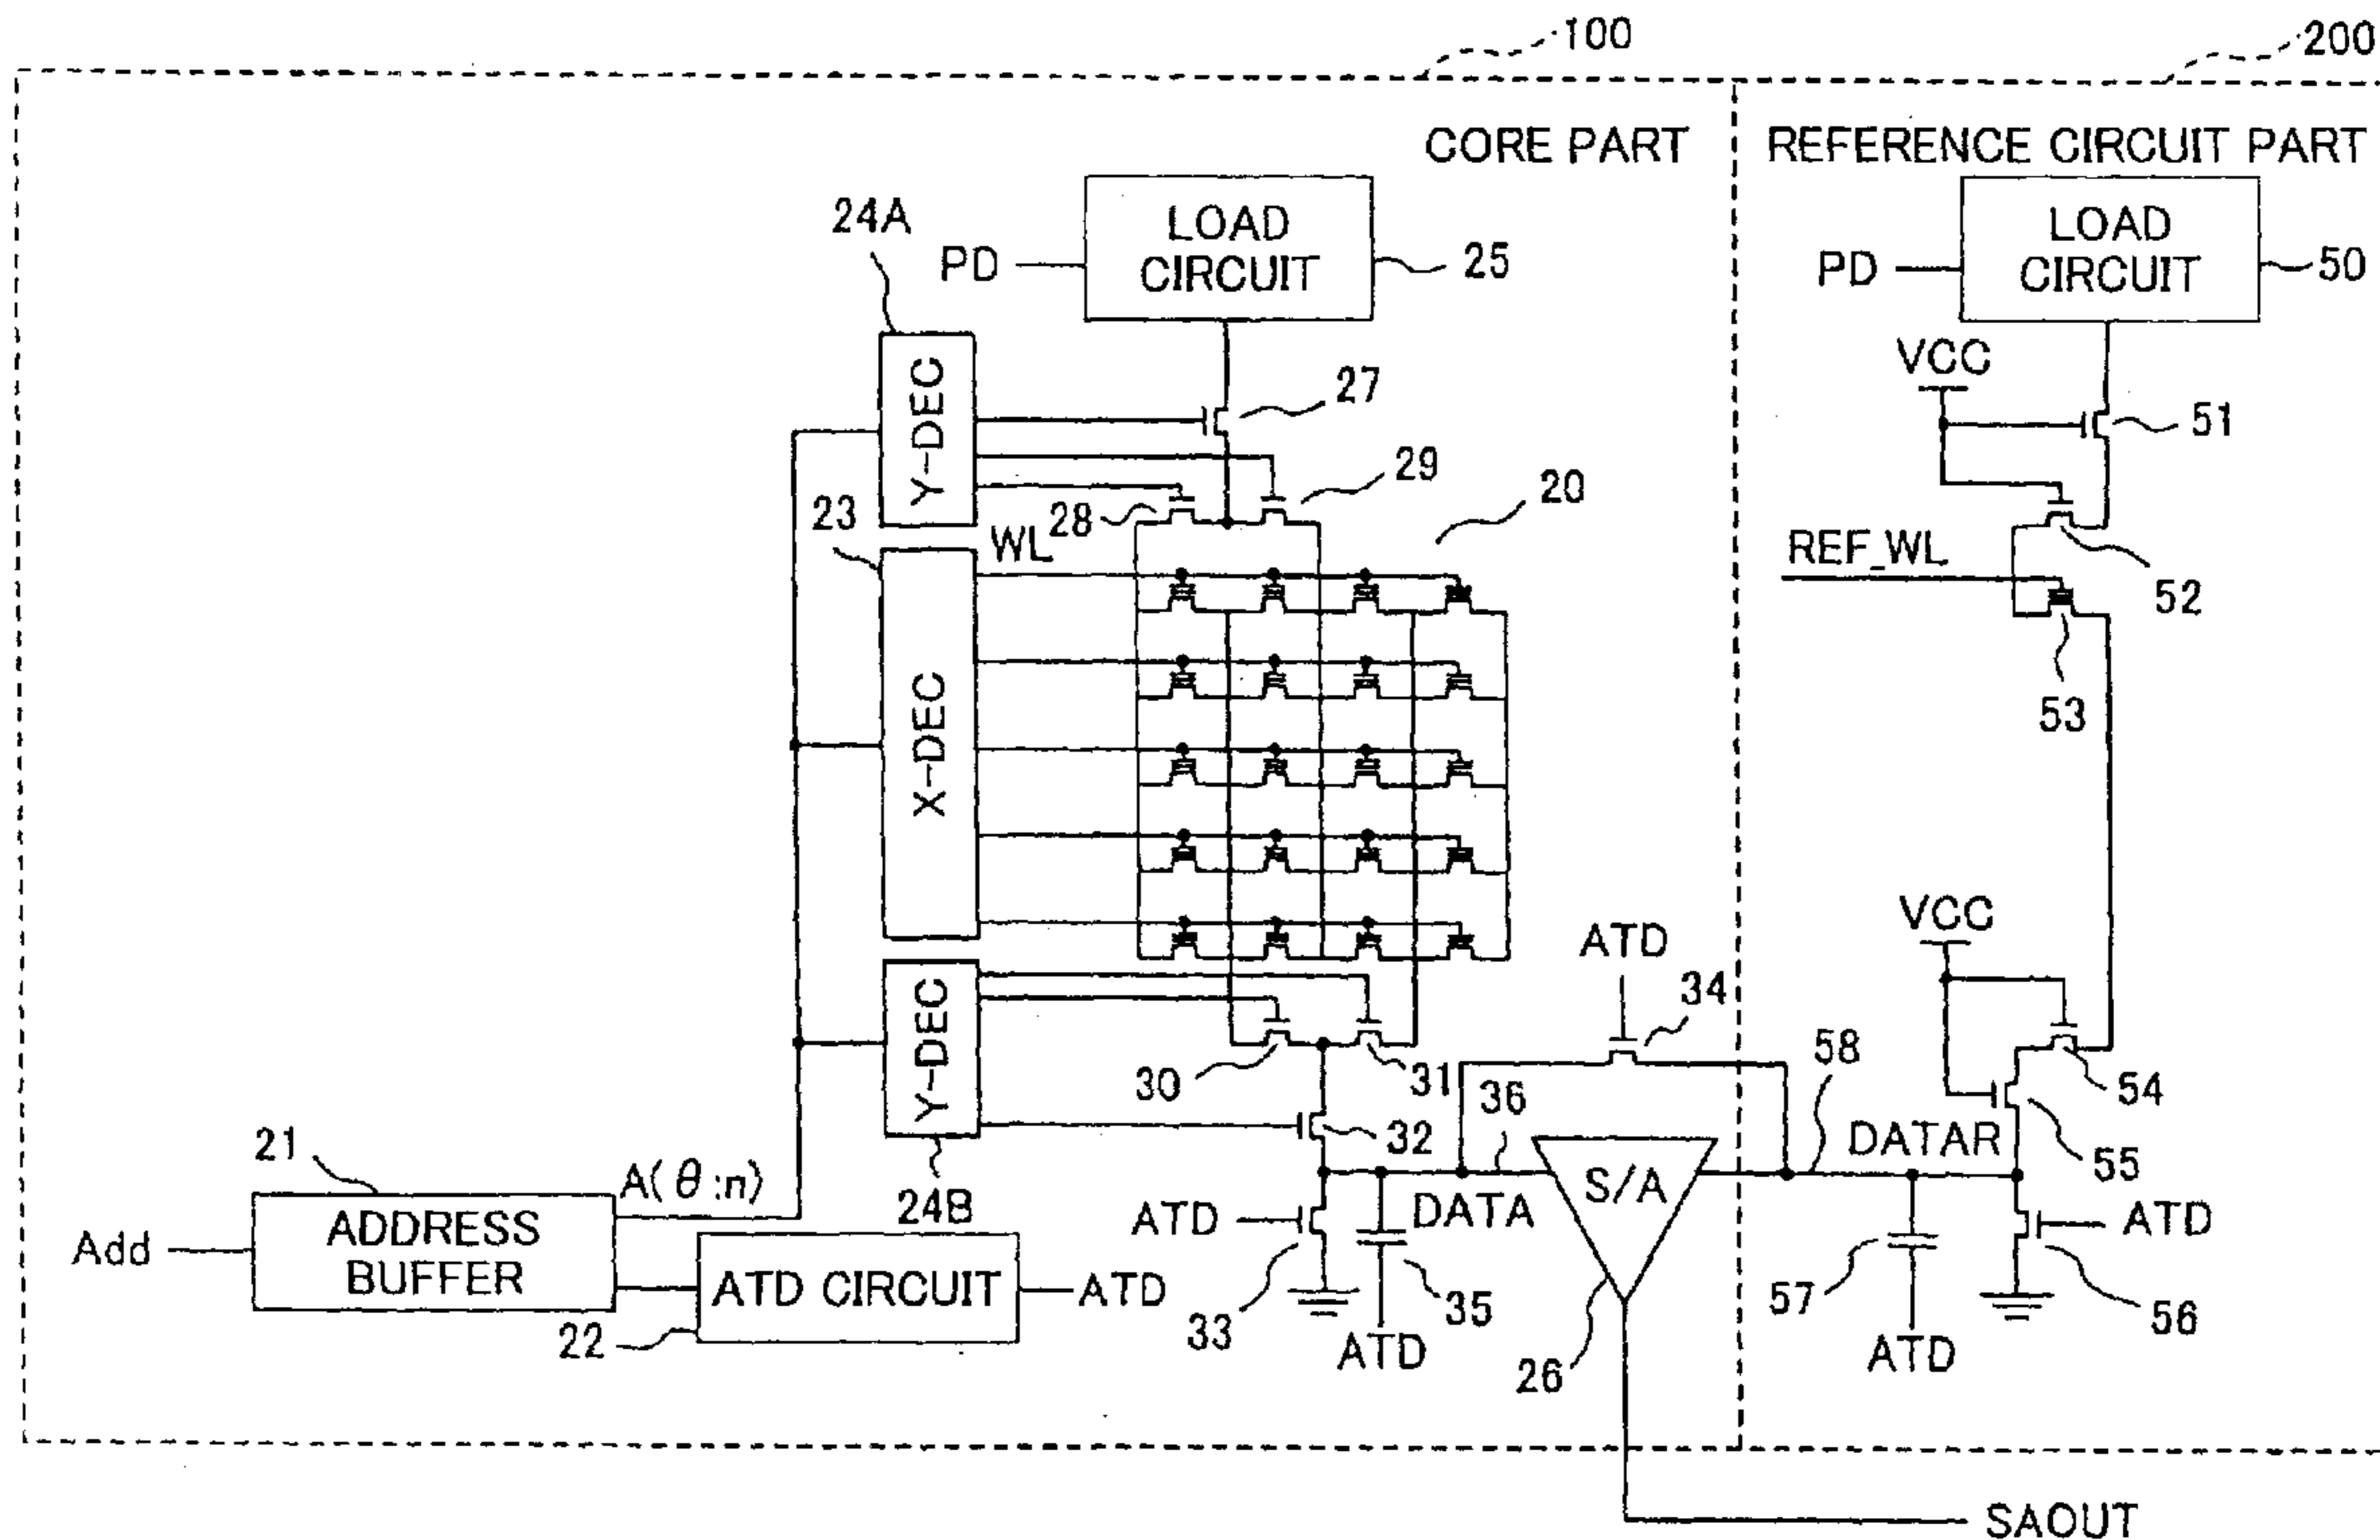 100
200
CORE PART
REFERENCE CIRCUIT PART
24A
LOAD
CIRCUIT
25
PD
LOAD
CIRCUIT
50
PD
VCC
Y-DEC
27
51
29
20
23
28
WL
REF_WL
52
X-DEC
53
VCC
ATD
34
Y-DEC
30
31
58
54
36
32
DATAR
55
21
A(θ:n)
24B
S/A
DATA
ATD
ATD
Add
ADDRESS
BUFFER
ATD CIRCUIT
ATD
22
33
35
57
56
ATD
26
ATD
SAOUT